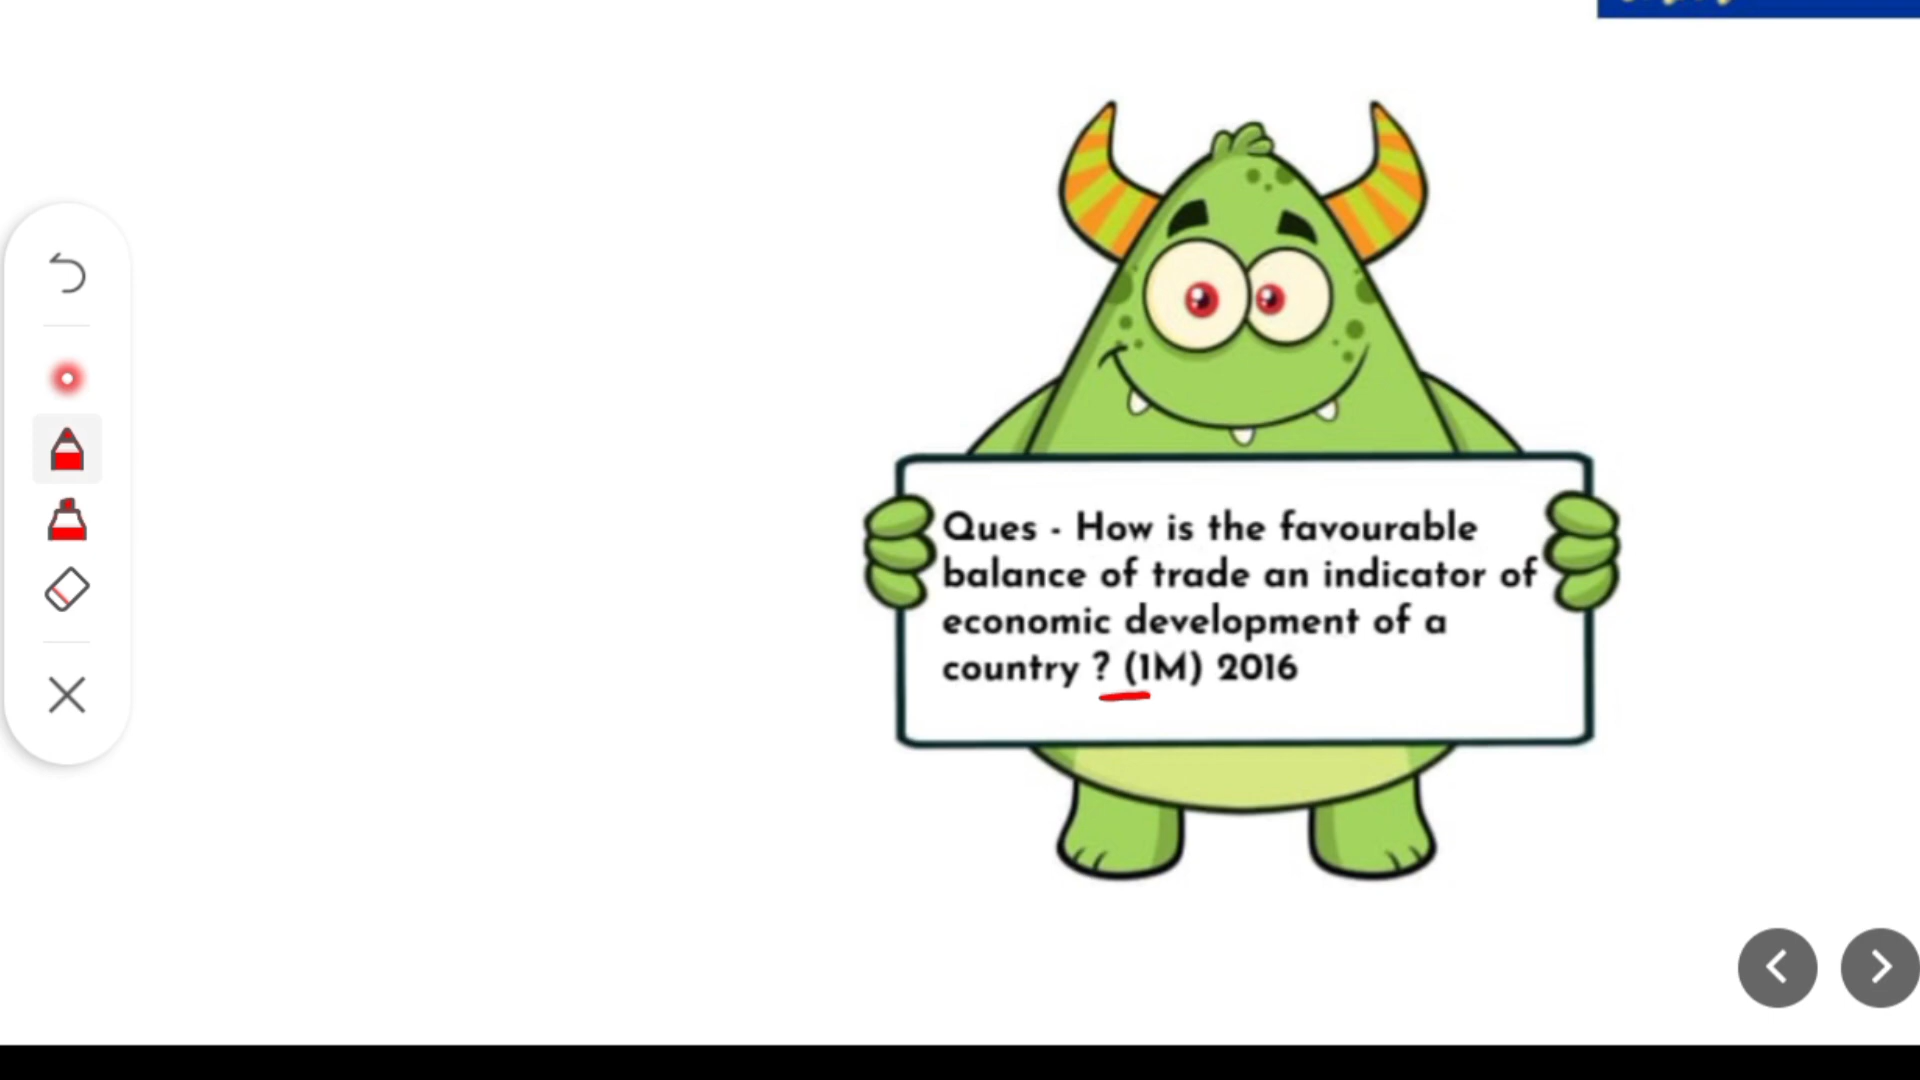 Ques - How is the favourable
balance of trade an indicator of
economic development of a
country ? (1M) 2016